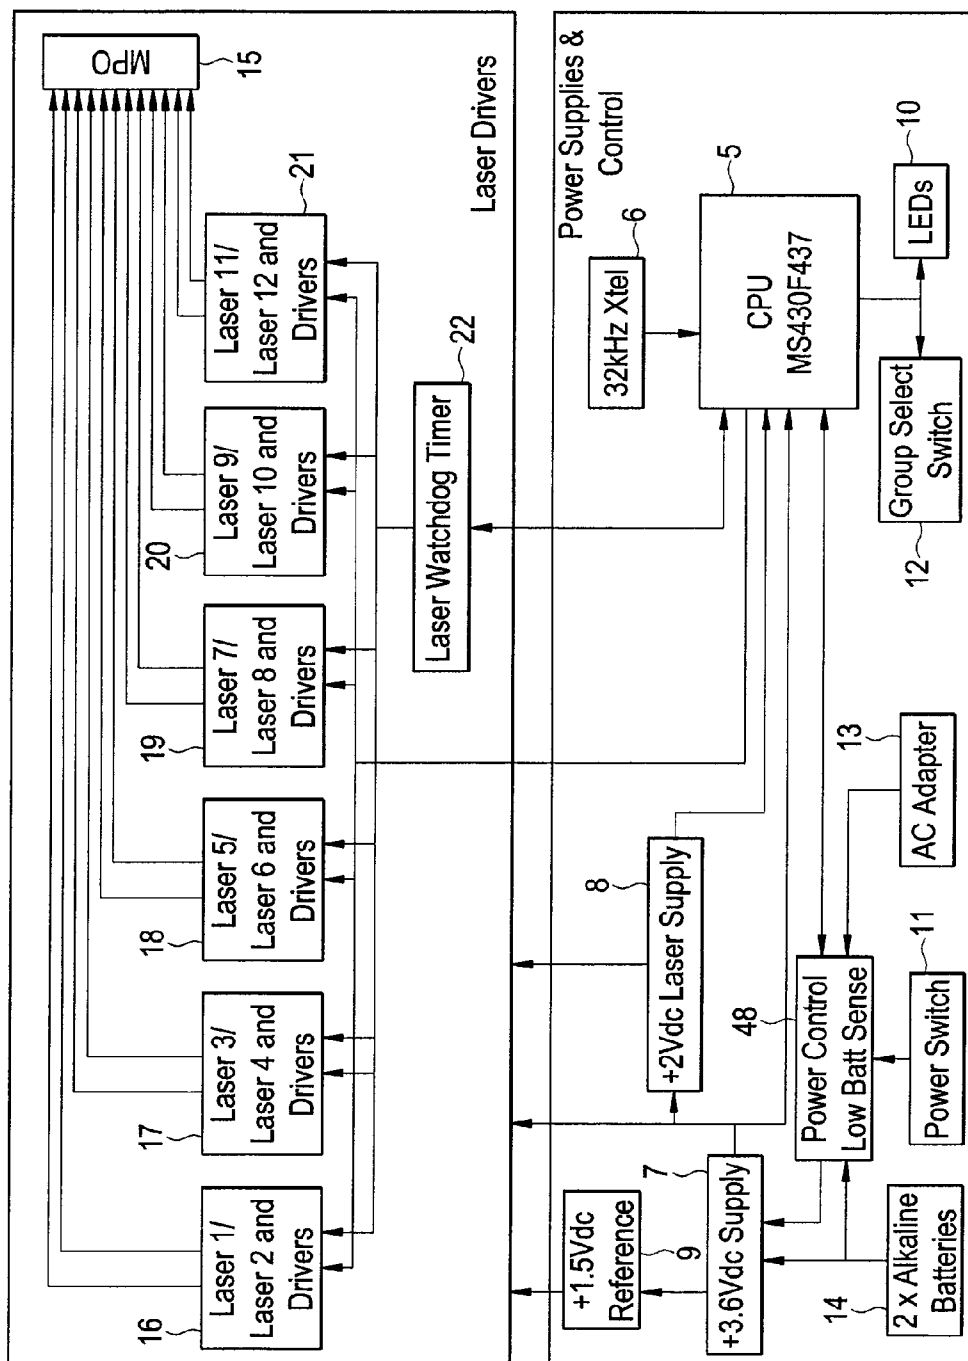 MPO
15
Laser 11/
Laser 12 and
Drivers
21
Laser 9/
Laser 10 and
Drivers
20
Laser 7/
Laser 8 and
Drivers
19
Laser 5/
Laser 6 and
Drivers
18
Laser 3/
Laser 4 and
Drivers
17
Laser 1/
Laser 2 and
Drivers
16
Laser Watchdog Timer
22
Laser Drivers
Power Supplies &
Control
32kHz Xtel
6
CPU
MS430F437
5
LEDs
10
Group Select
Switch
12
+2Vdc Laser Supply
8
+1.5Vdc
Reference
9
+3.6Vdc Supply
7
Power Control
Low Batt Sense
48
AC Adapter
13
Power Switch
11
2 x Alkaline
Batteries
14